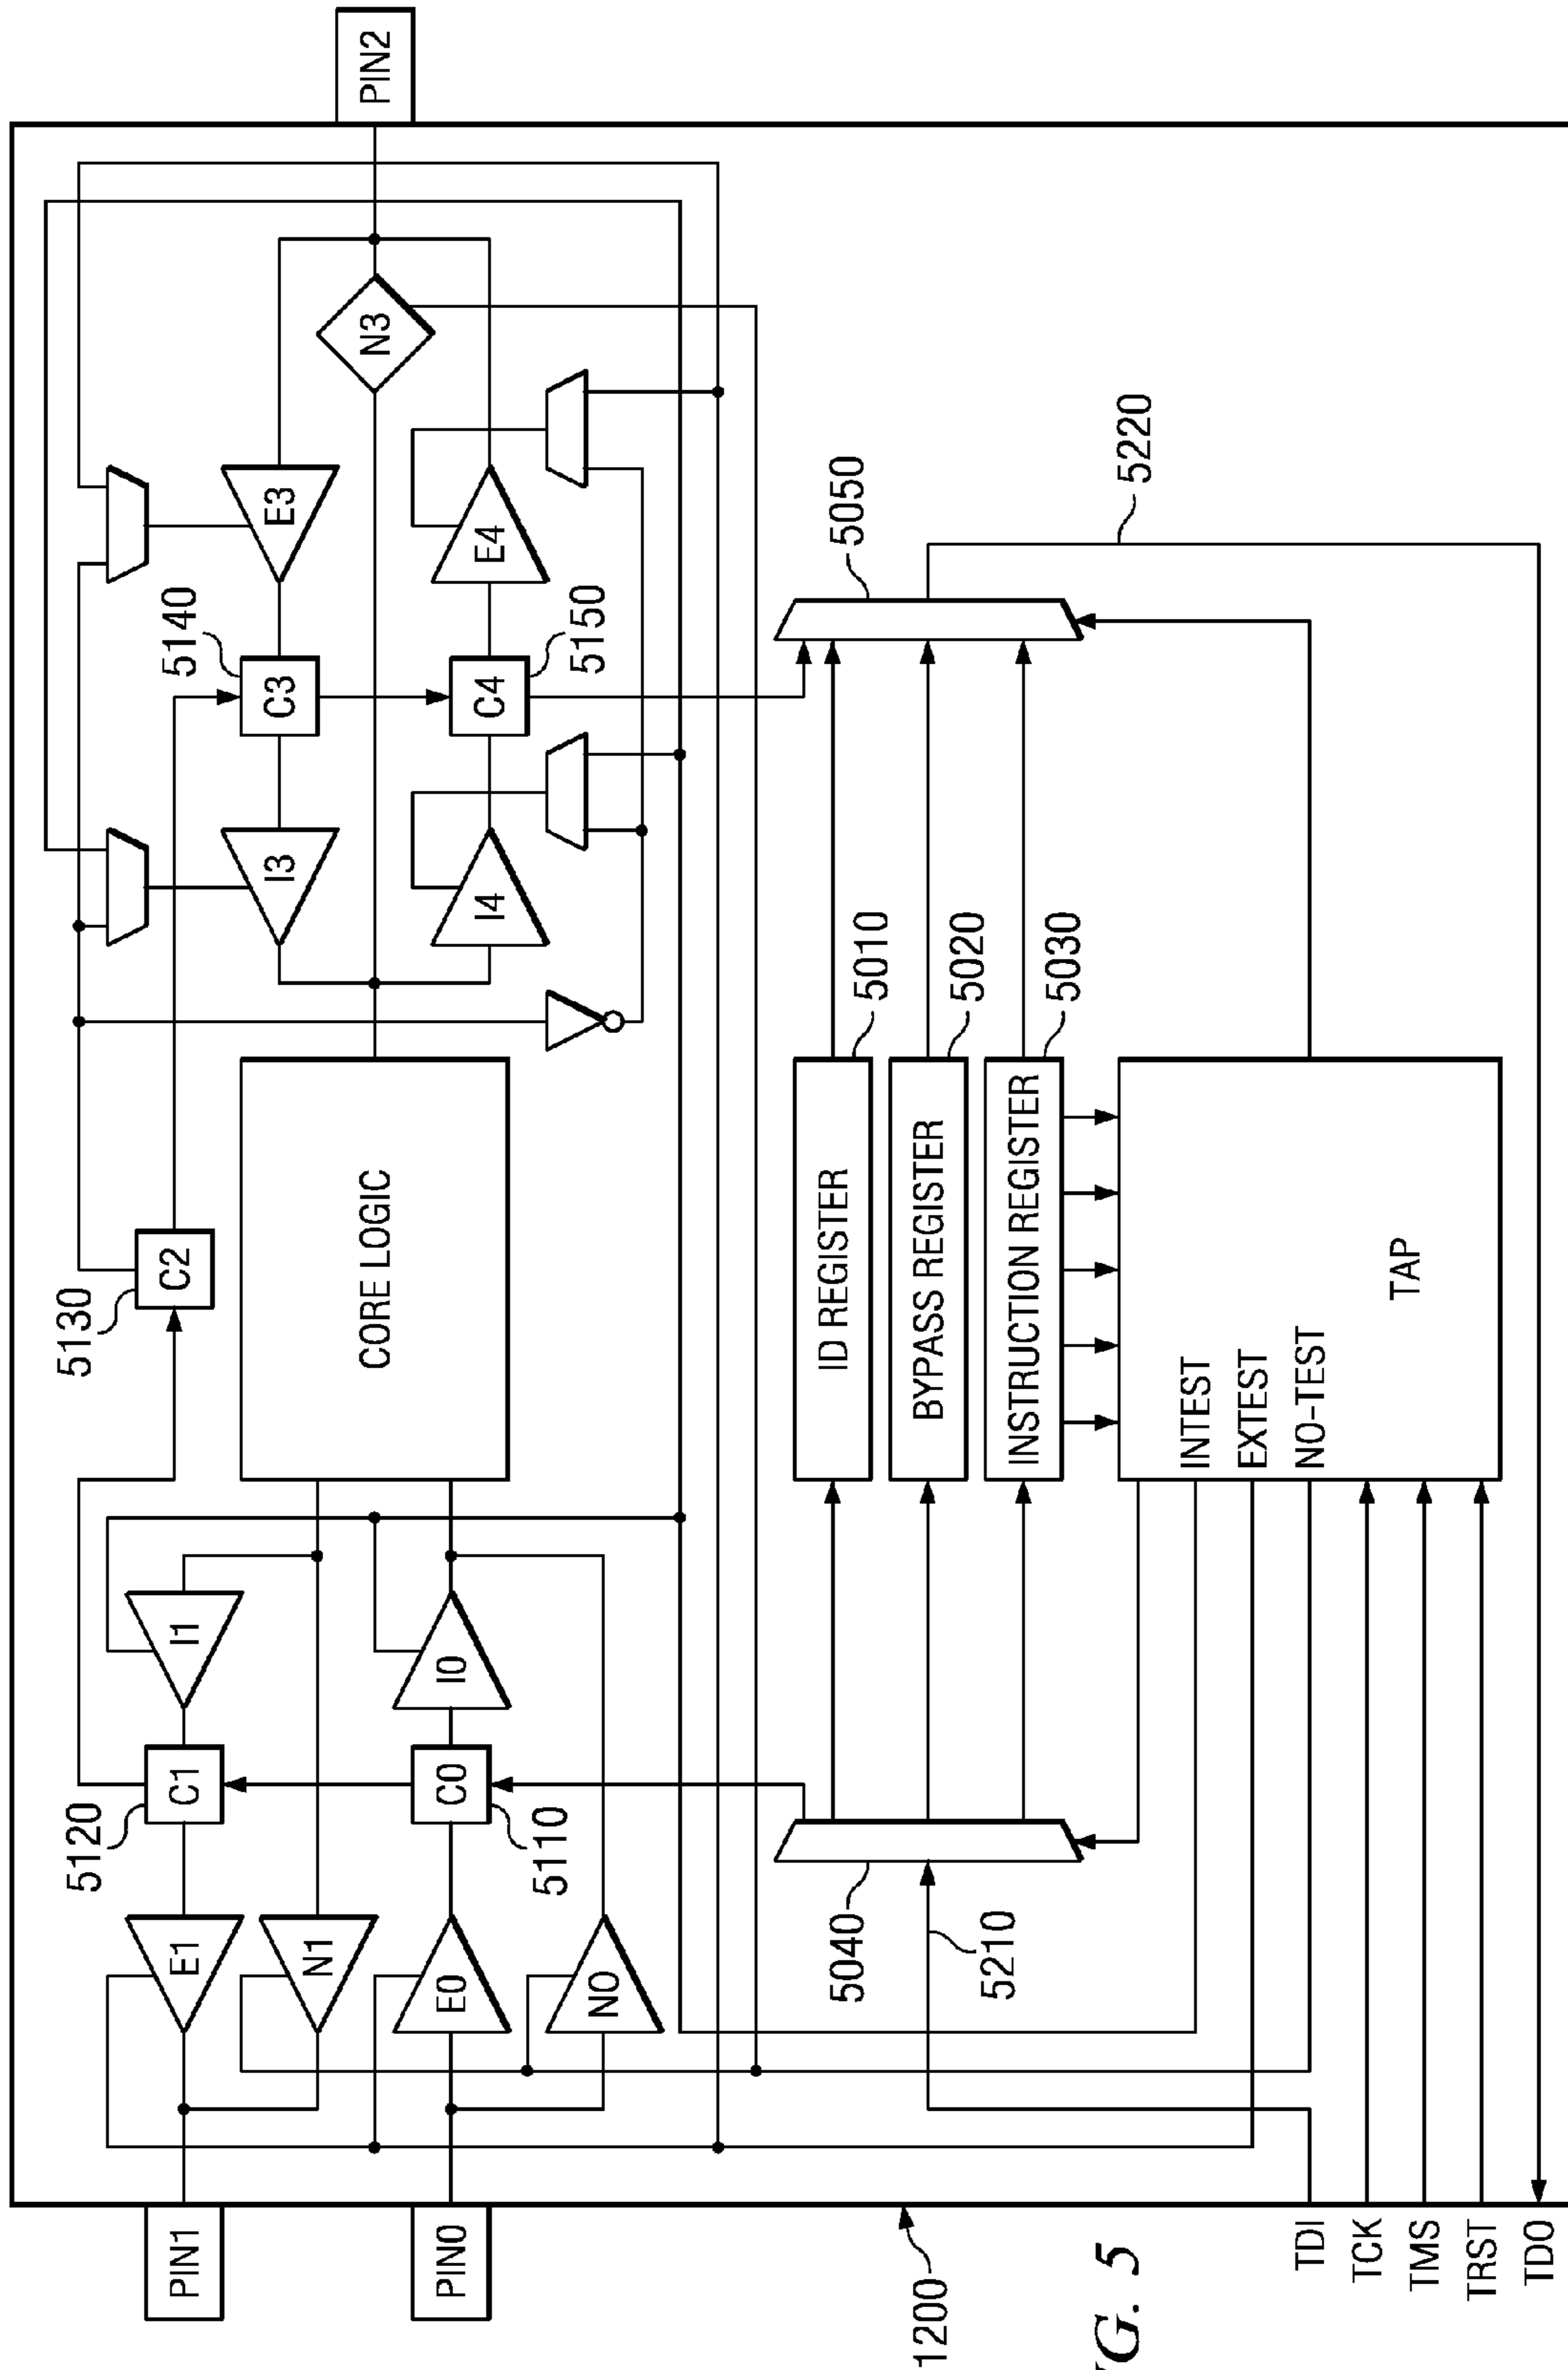 PIN1
PIN0
PIN2
5120
5110
5130
5140
5150
E1
N1
E0
N0
C1
C0
I1
I0
C2
CORE LOGIC
I3
I4
C3
C4
E3
E4
N3
5040
5210
5010
5020
5030
5050
5220
ID REGISTER
BYPASS REGISTER
INSTRUCTION REGISTER
INTEST
EXTEST
NO-TEST
TAP
TDI
TCK
TMS
TRST
TDO
1200
IG. 5